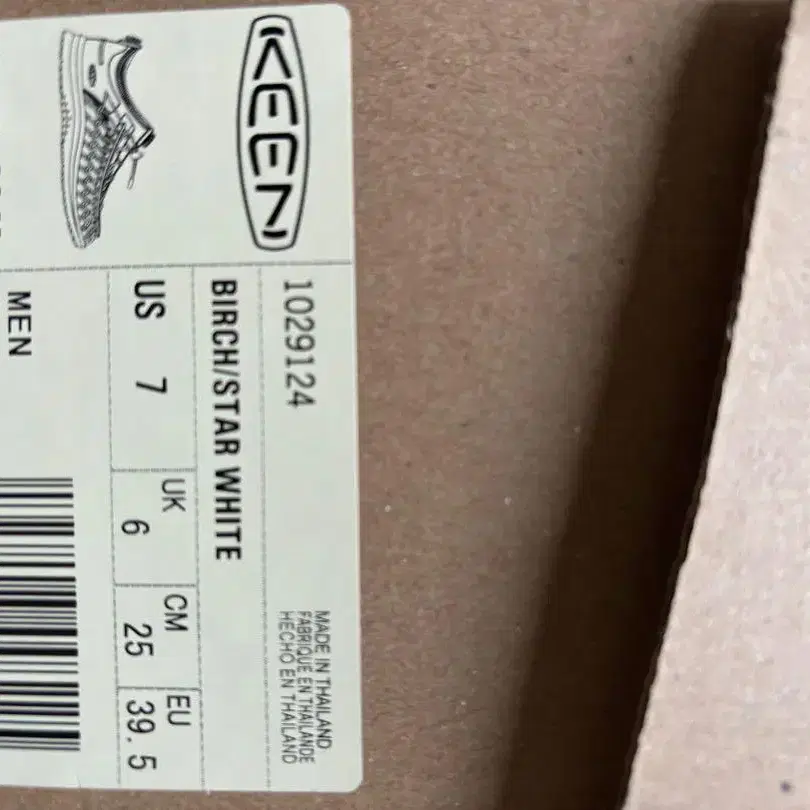 KEEN
1029124
MADE IN THAILAND
FABRIQUE EN THAILANDE
HECHO EN THAILAND
BIRCH/STAR WHITE
US 7
UK 6
CM 25
EU 39.5
MEN